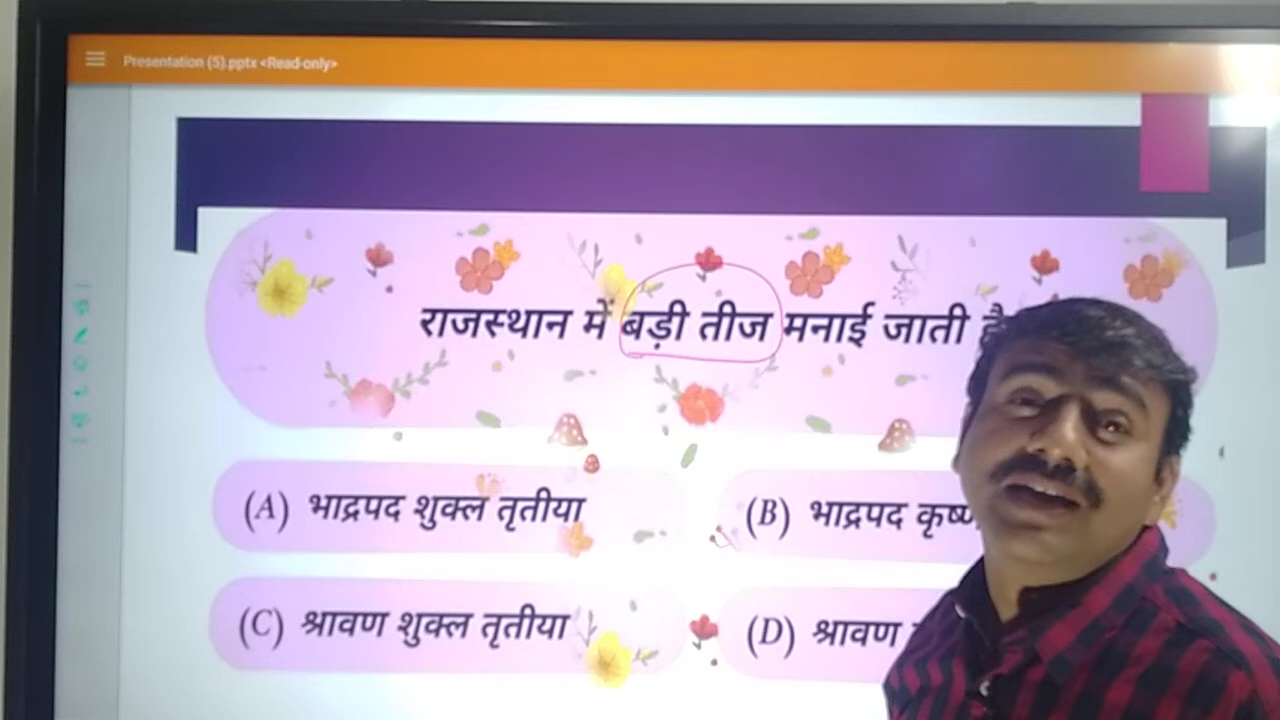 Presentation (5).pptx <Read-only>
राजस्थान में बड़ी तीज मनाई जाती
(A) भाद्रपद शुक्ल तृतीया
(B) भाद्रपद
(C) श्रावण शुक्ल तृतीया
(D) श्रावण